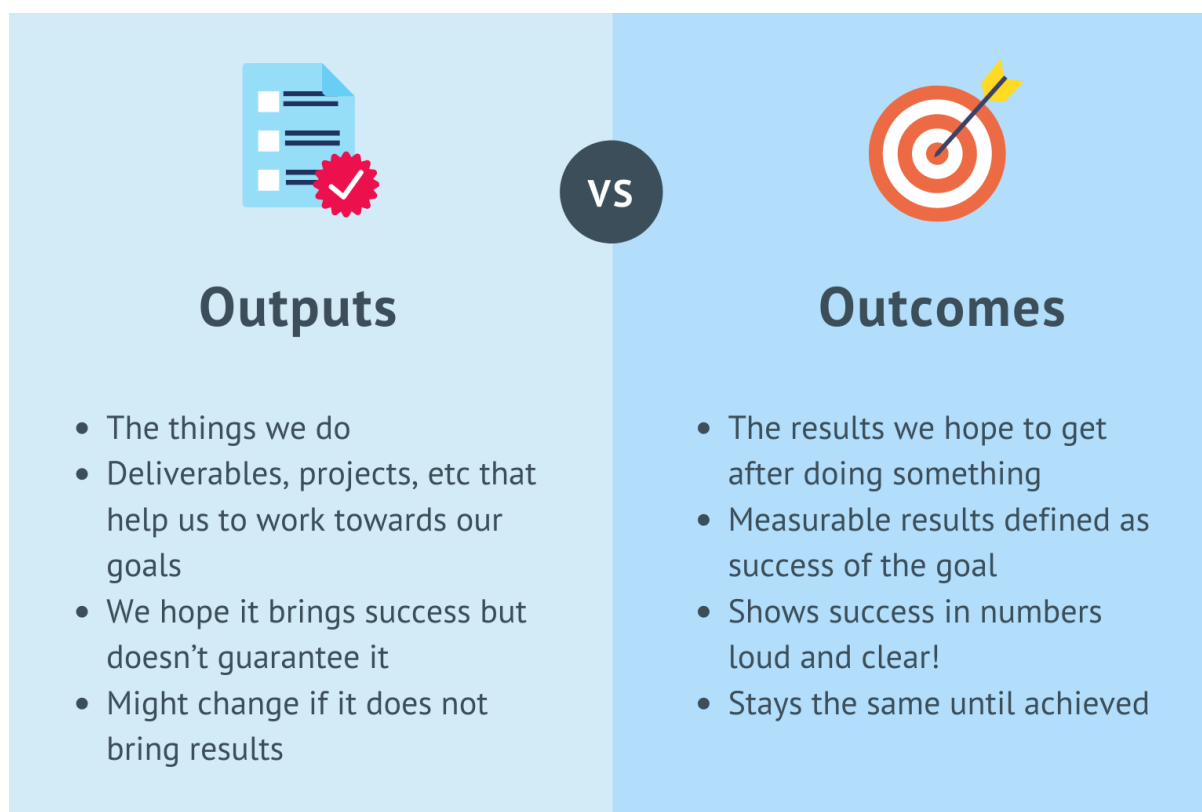 VS
Outputs
• The things we do
• Deliverables, projects, etc that
help us to work towards our
goals
• We hope it brings success but
doesn’t guarantee it
• Might change if it does not
bring results
Outcomes
• The results we hope to get
after doing something
• Measurable results defined as
success of the goal
• Shows success in numbers
loud and clear!
• Stays the same until achieved